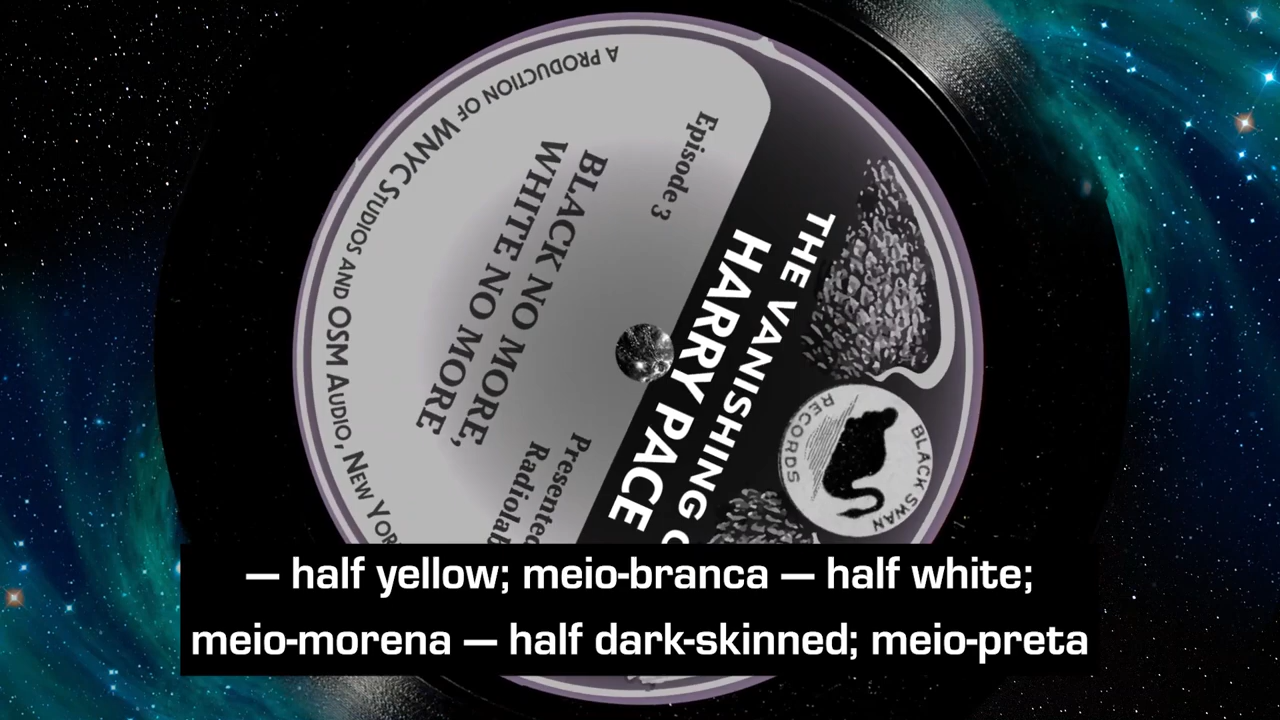 A PRODUCTION OF WNYC STUDIOS AND OSM AUDIO, NEW YORK
Episode 3
BLACK NO MORE,
WHITE NO MORE
Presented
Radiolab
THE VANISHING O
HARRY PACE
BLACK SWAN
RECORDS
— half yellow; meio-branca — half white;
meio-morena — half dark-skinned; meio-preta